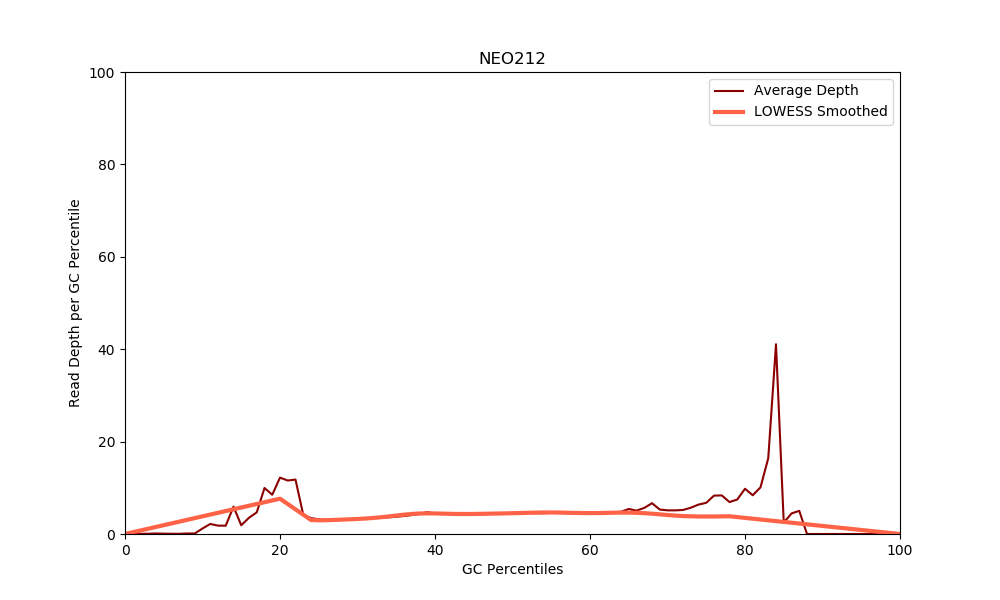 NEO212
Average Depth
LOWESS Smoothed
Read Depth per GC Percentile
100
80
60
40
20
0
0 20 40 60 80 100
GC Percentiles